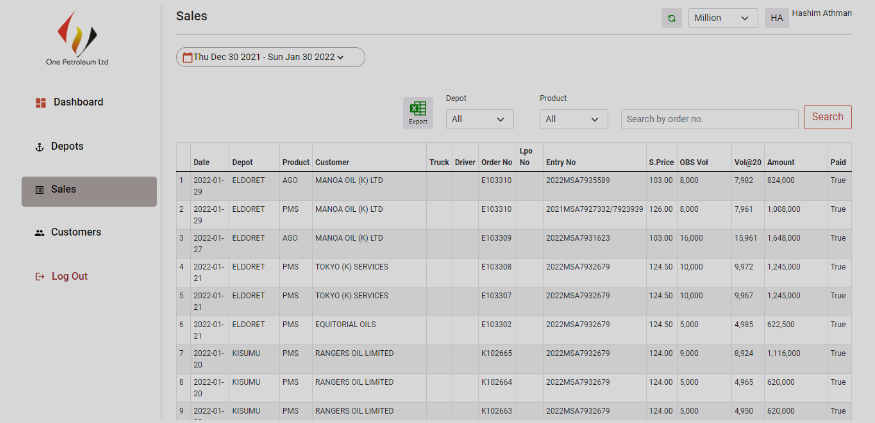 One Petroleum Ltd
Dashboard
Depots
Sales
Customers
Log Out
Sales
Million
HA
Hashim Athman
Thu Dec 30 2021 - Sun Jan 30 2022
Export
Depot
All
Product
All
Search by order no.
Search
Date Depot Product Customer Truck Driver Order No Lpo No Entry No S.Price OBS Vol Vol@20 Amount Paid
1 2022-01-29 ELDORET AGO MANOA OIL (K) LTD E103310 2022MSA7935589 103.00 8,000 7,982 824,000 True
2 2022-01-29 ELDORET PMS MANOA OIL (K) LTD E103310 2021MSA7927332/7923939 126.00 8,000 7,961 1,008,000 True
3 2022-01-27 ELDORET AGO MANOA OIL (K) LTD E103309 2022MSA7931623 103.00 16,000 15,961 1,648,000 True
4 2022-01-21 ELDORET PMS TOKYO (K) SERVICES E103308 2022MSA7932679 124.50 10,000 9,972 1,245,000 True
5 2022-01-21 ELDORET PMS TOKYO (K) SERVICES E103307 2022MSA7932679 124.50 10,000 9,967 1,245,000 True
6 2022-01-21 ELDORET PMS EQUITORIAL OILS E103302 2022MSA7932679 124.50 5,000 4,985 622,500 True
7 2022-01-20 KISUMU PMS RANGERS OIL LIMITED K102665 2022MSA7932679 124.00 9,000 8,924 1,116,000 True
8 2022-01-20 KISUMU PMS RANGERS OIL LIMITED K102664 2022MSA7932679 124.00 5,000 4,965 620,000 True
9 2022-01- KISUMU PMS RANGERS OIL LIMITED K102663 2022MSA7932679 124.00 5,000 4,950 620,000 True